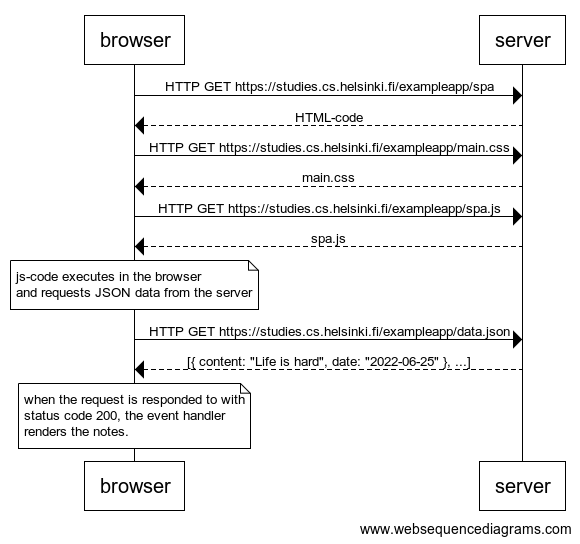 browser
server
HTTP GET https://studies.cs.helsinki.fi/exampleapp/spa
HTML-code
HTTP GET https://studies.cs.helsinki.fi/exampleapp/main.css
main.css
HTTP GET https://studies.cs.helsinki.fi/exampleapp/spa.js
spa.js
js-code executes in the browser
and requests JSON data from the server
HTTP GET https://studies.cs.helsinki.fi/exampleapp/data.json
[{ content: "Life is hard", date: "2022-06-25" }, ...]
when the request is responded to with
status code 200, the event handler
renders the notes.
browser
server
www.websequencediagrams.com